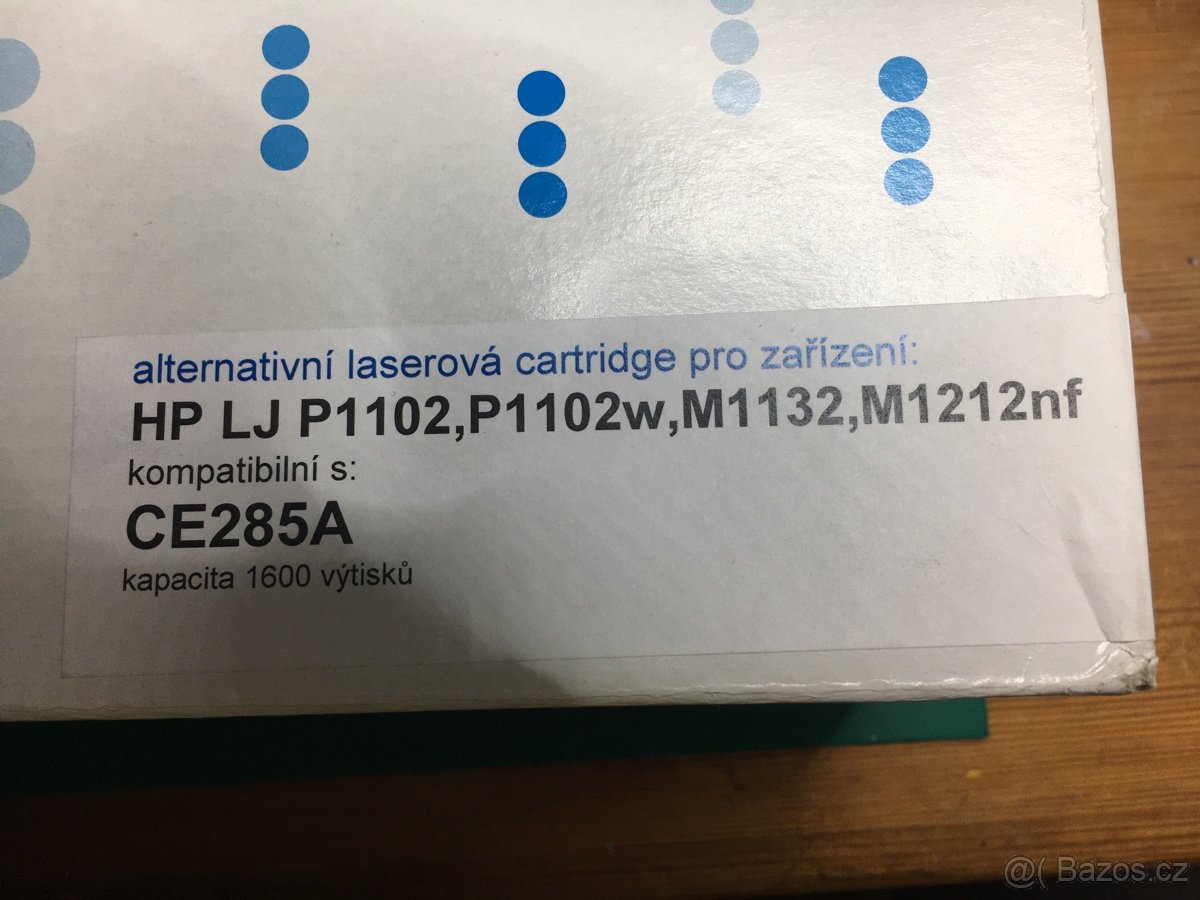 alternativní laserová cartridge pro zařízení:
HP LJ P1102,P1102w,M1132,M1212nf
kompatibilní s:
CE285A
kapacita 1600 výtisků
@( Bazos.cz